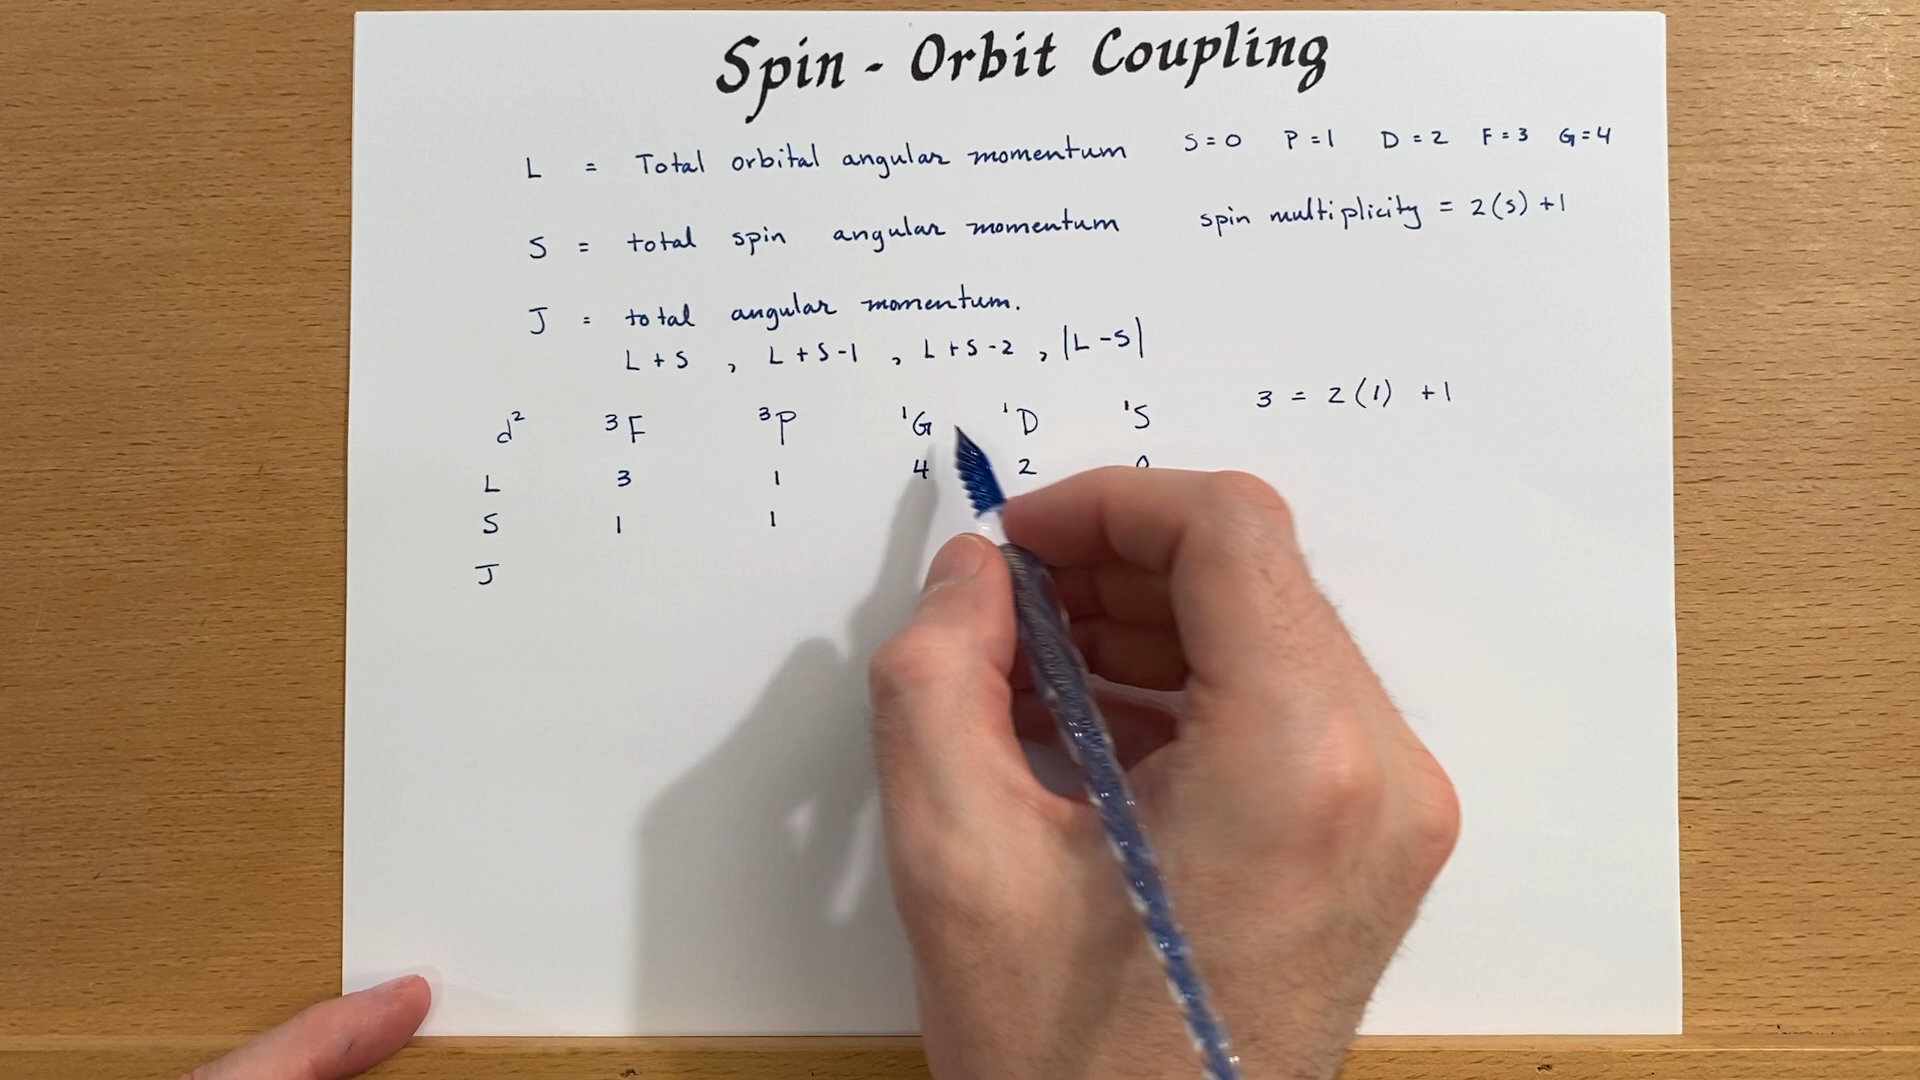 Spin - Orbit Coupling
L = Total orbital angular momentum S=0 P=1 D=2 F=3 G=4
S = total spin angular momentum spin multiplicity = 2(s)+1
J = total angular momentum.
L+S , L+S-1 , L+S-2 , |L-S|
d² ³F ³P ¹G ¹D ¹S 3 = 2(1) +1
L 3 1 4 2
S 1 1
J